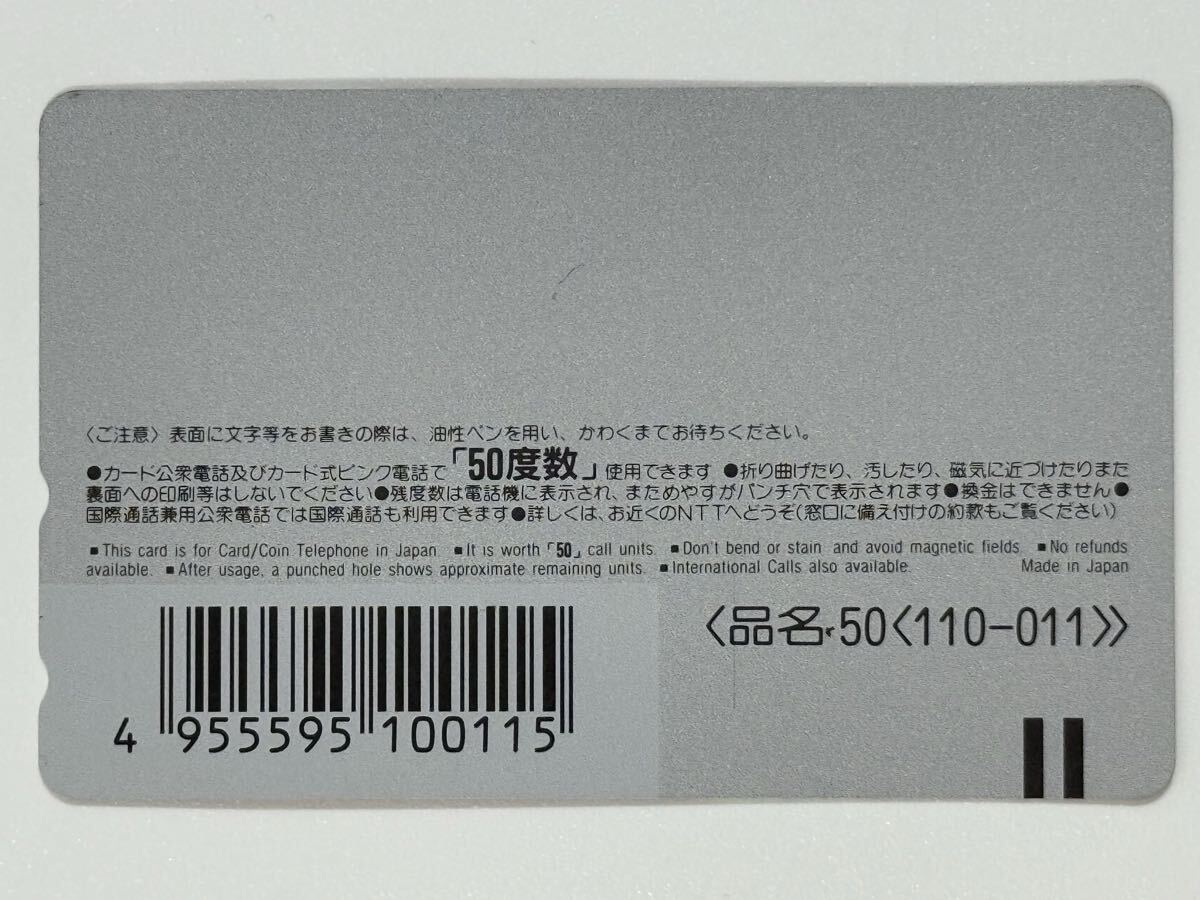 〈ご注意〉表面に文字等をお書きの際は、油性ペンを用い、かわくまでお待ちください。
●カード公衆電話及びカード式ピンク電話で「50度数」使用できます ●折り曲げたり、汚したり、磁気に近づけたりまた
裏面への印刷等はしないでください●残度数は電話機に表示され、まためやすがパンチ穴で表示されます●換金はできません●
国際通話兼用公衆電話では国際通話も利用できます●詳しくは、お近くのNTTへどうぞ(窓口に備え付けの約款もご覧ください)
■This card is for Card/Coin Telephone in Japan ■It is worth「50」call units. ■Don't bend or stain and avoid magnetic fields. ■No refunds
available. ■After usage, a punched hole shows approximate remaining units. ■International Calls also available. Made in Japan
〈品名・50〈110-011〉〉
4 955595 100115